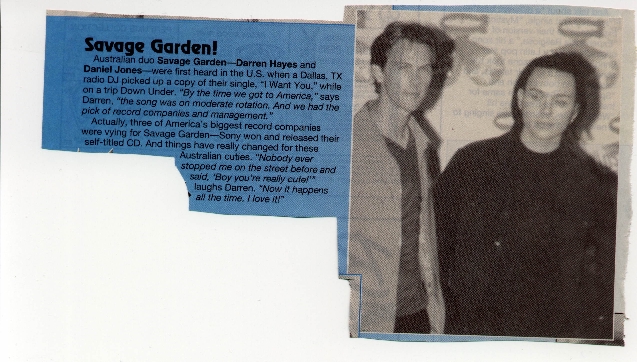 Savage Garden!
Australian duo Savage Garden—Darren Hayes and
Daniel Jones—were first heard in the U.S. when a Dallas, TX
radio DJ picked up a copy of their single, "I Want You," while
on a trip Down Under. "By the time we got to America," says
Darren, "the song was on moderate rotation. And we had the
pick of record companies and management."
Actually, three of America's biggest record companies
were vying for Savage Garden—Sony won and released their
self-titled CD. And things have really changed for these
Australian cuties. "Nobody ever
stopped me on the street before and
said, 'Boy you're really cute!'"
laughs Darren. "Now it happens
all the time. I love it!"